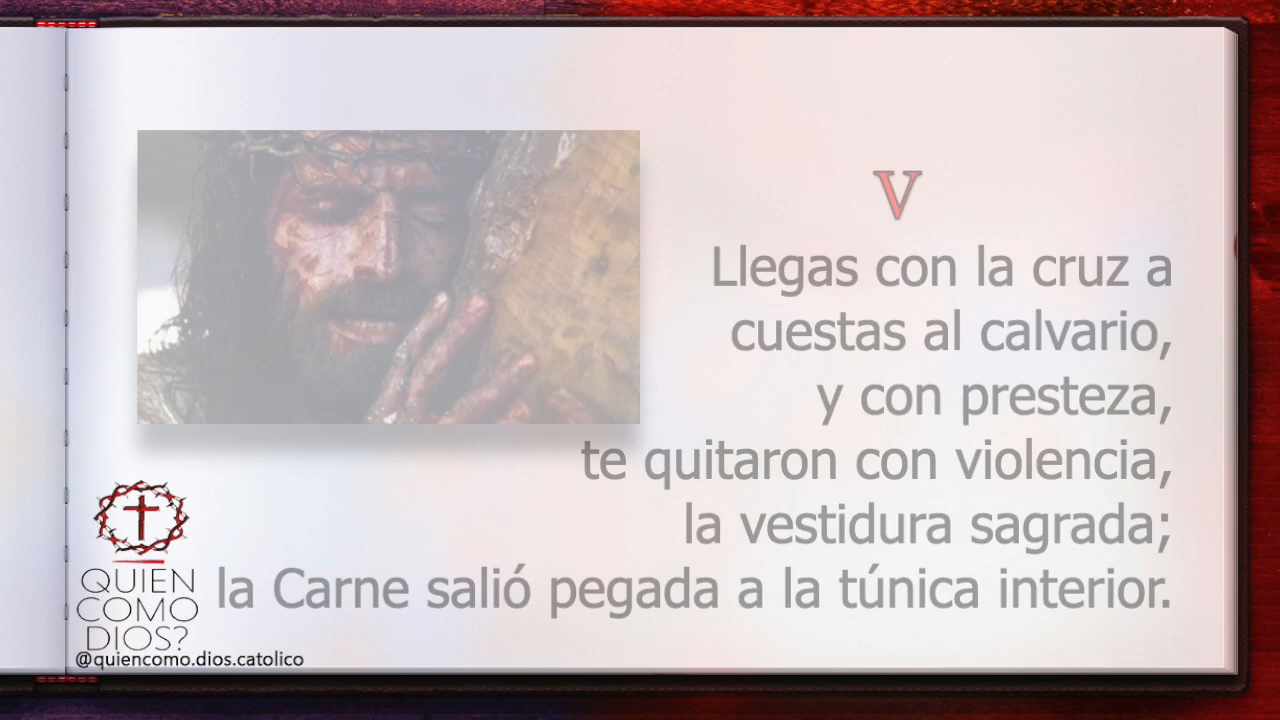 V
Llegas con la cruz a
cuestas al calvario,
y con presteza,
te quitaron con violencia,
la vestidura sagrada;
la Carne salió pegada a la túnica interior.
QUIEN
COMO
DIOS?
@quiencomo.dios.catolico